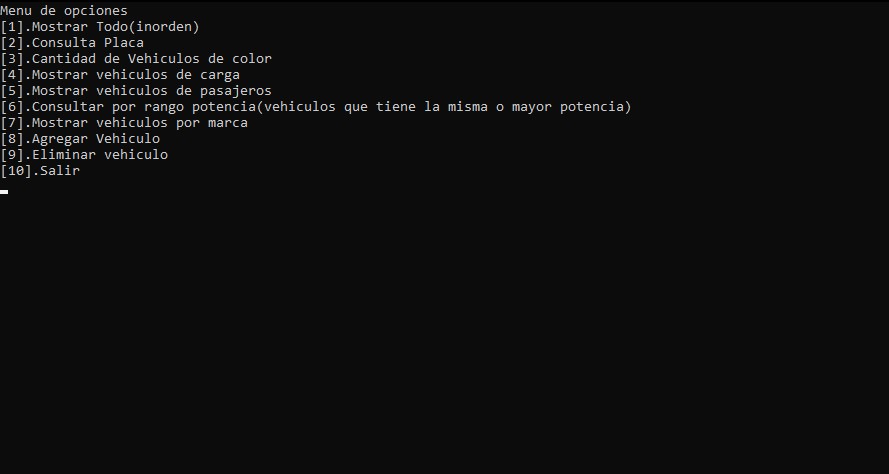 Menu de opciones
[1].Mostrar Todo(inorden)
[2].Consulta Placa
[3].Cantidad de Vehiculos de color
[4].Mostrar vehiculos de carga
[5].Mostrar vehiculos de pasajeros
[6].Consultar por rango potencia(vehiculos que tiene la misma o mayor potencia)
[7].Mostrar vehiculos por marca
[8].Agregar Vehiculo
[9].Eliminar vehiculo
[10].Salir